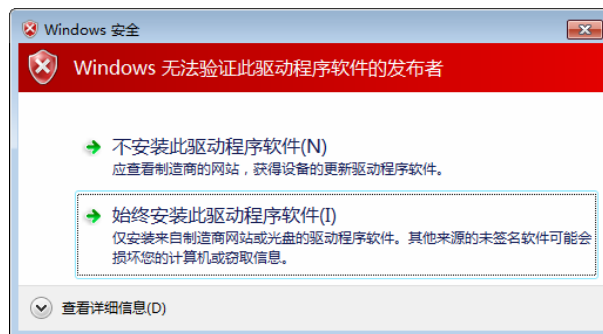 Windows 安全
Windows 无法验证此驱动程序软件的发布者
不安装此驱动程序软件(N)
应查看制造商的网站，获得设备的更新驱动程序软件。
始终安装此驱动程序软件(I)
仅安装来自制造商网站或光盘的驱动程序软件。其他来源的未签名软件可能会
损坏您的计算机或窃取信息。
查看详细信息(D)